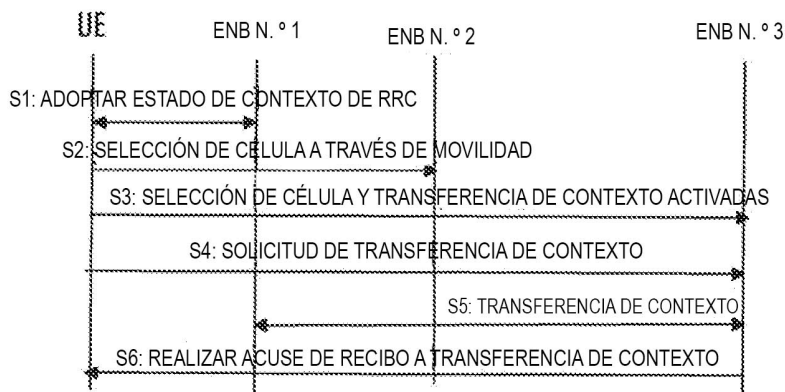 UE
ENB N. º 1
ENB N. º 2
ENB N. º 3
S1: ADOPTAR ESTADO DE CONTEXTO DE RRC
S2: SELECCIÓN DE CÉLULA A TRAVÉS DE MOVILIDAD
S3: SELECCIÓN DE CÉLULA Y TRANSFERENCIA DE CONTEXTO ACTIVADAS
S4: SOLICITUD DE TRANSFERENCIA DE CONTEXTO
S5: TRANSFERENCIA DE CONTEXTO
S6: REALIZAR ACUSE DE RECIBO A TRANSFERENCIA DE CONTEXTO